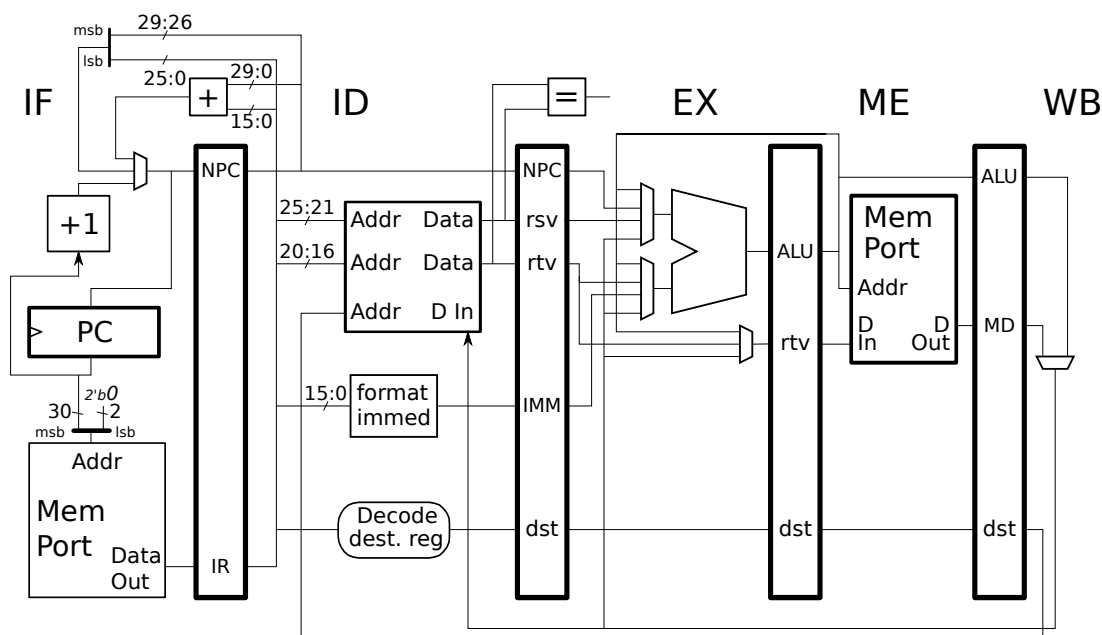 msb
29:26
lsb
25:0
29:0
15:0
IF
ID
EX
ME
WB
+
=
NPC
NPC
ALU
+1
25:21
Addr
Data
rsv
20:16
Addr
Data
rtv
Addr
D In
ALU
Mem
Port
Addr
D
In
D
Out
MD
PC
rtv
2'b0
30
2
msb
lsb
15:0
format
immed
IMM
Addr
Mem
Port
Data
Out
IR
Decode
dest. reg
dst
dst
dst